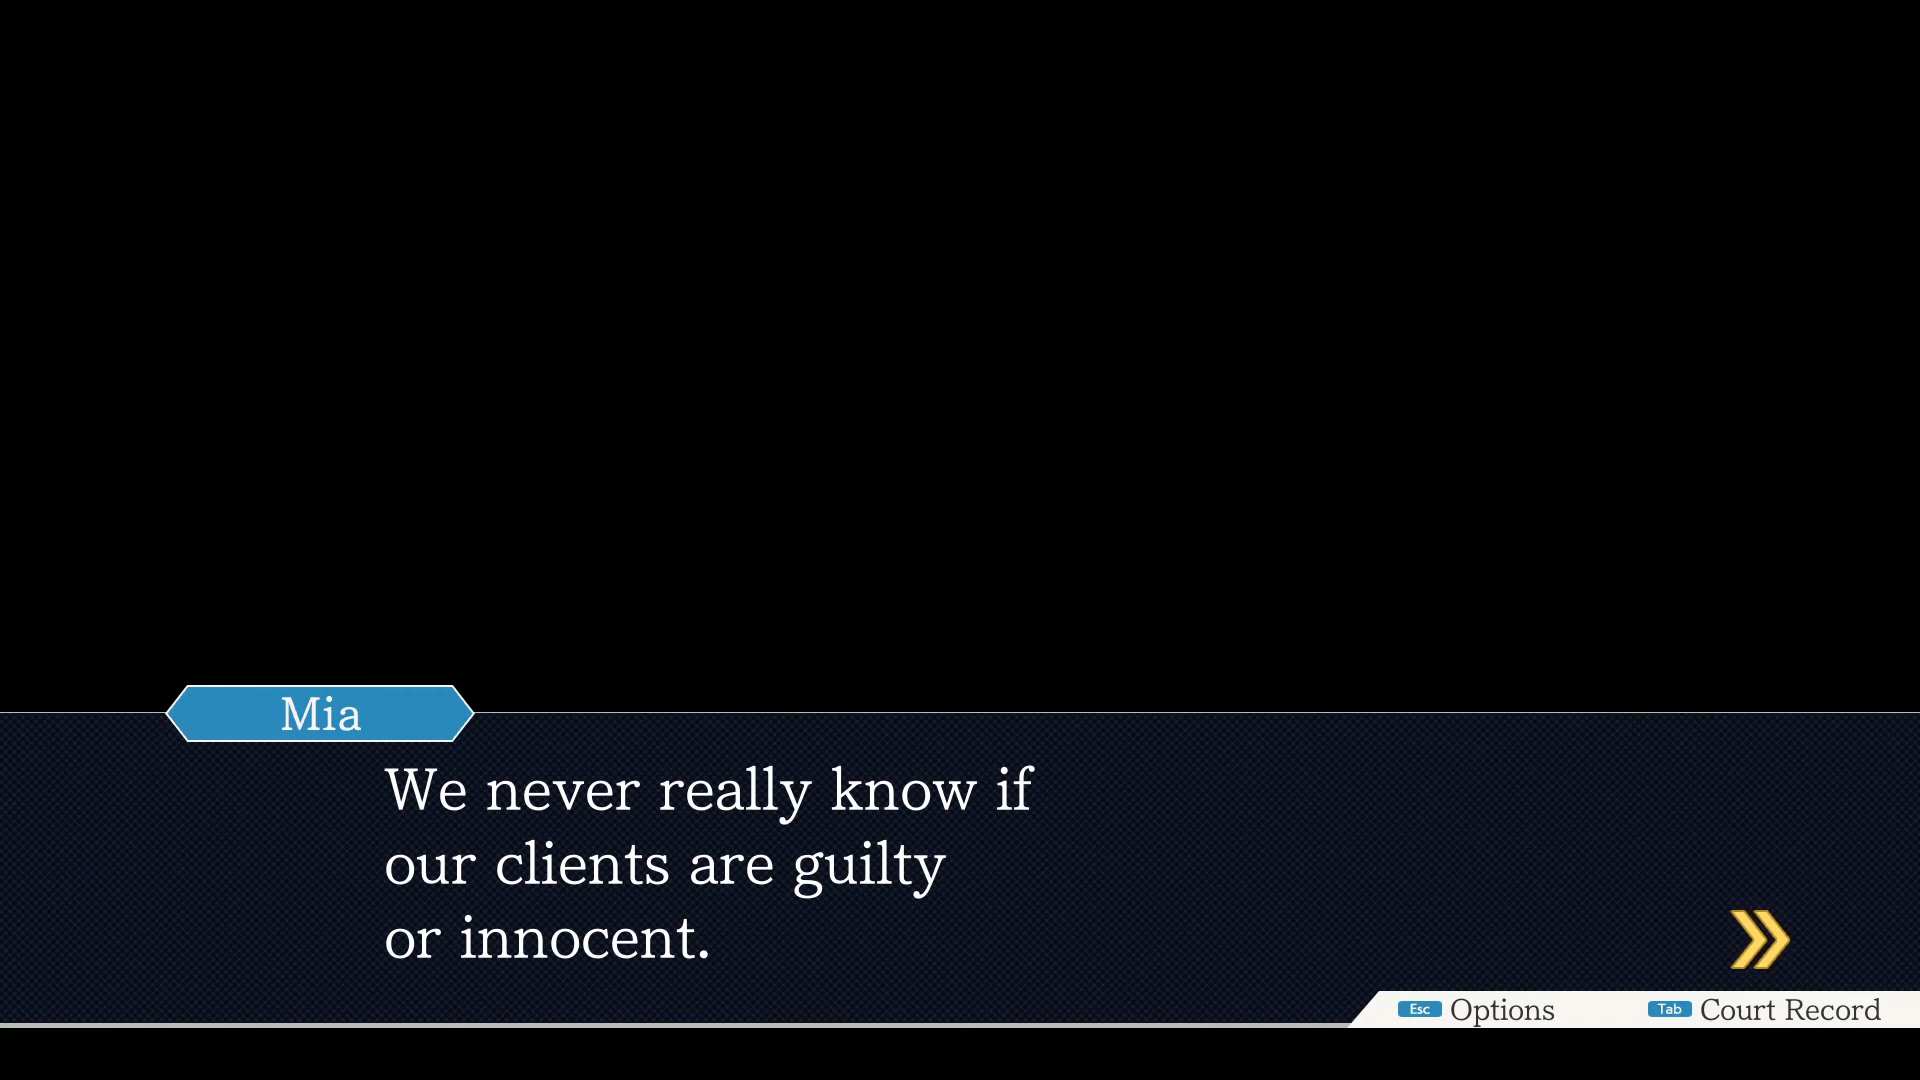 Mia
We never really know if
our clients are guilty
or innocent.
Esc Options Tab Court Record